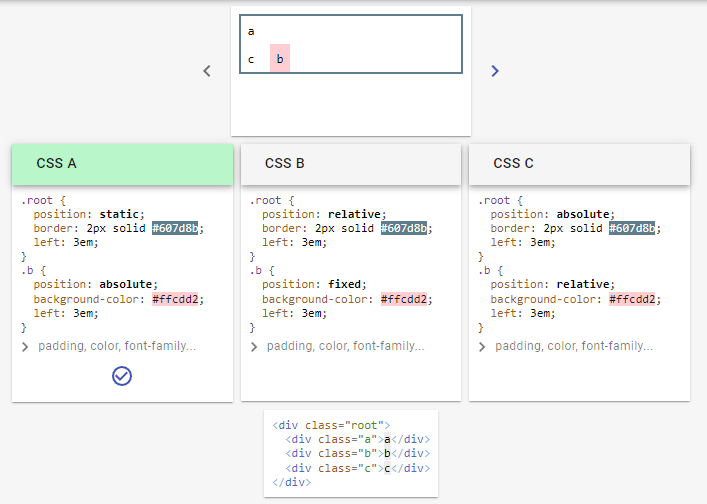 a
c b
CSS A
.root {
position: static;
border: 2px solid #607d8b;
left: 3em;
}
.b {
position: absolute;
background-color: #ffcdd2;
left: 3em;
}
padding, color, font-family...
CSS B
.root {
position: relative;
border: 2px solid #607d8b;
left: 3em;
}
.b {
position: fixed;
background-color: #ffcdd2;
left: 3em;
}
padding, color, font-family...
CSS C
.root {
position: absolute;
border: 2px solid #607d8b;
left: 3em;
}
.b {
position: relative;
background-color: #ffcdd2;
left: 3em;
}
padding, color, font-family...
<div class="root">
<div class="a">a</div>
<div class="b">b</div>
<div class="c">c</div>
</div>